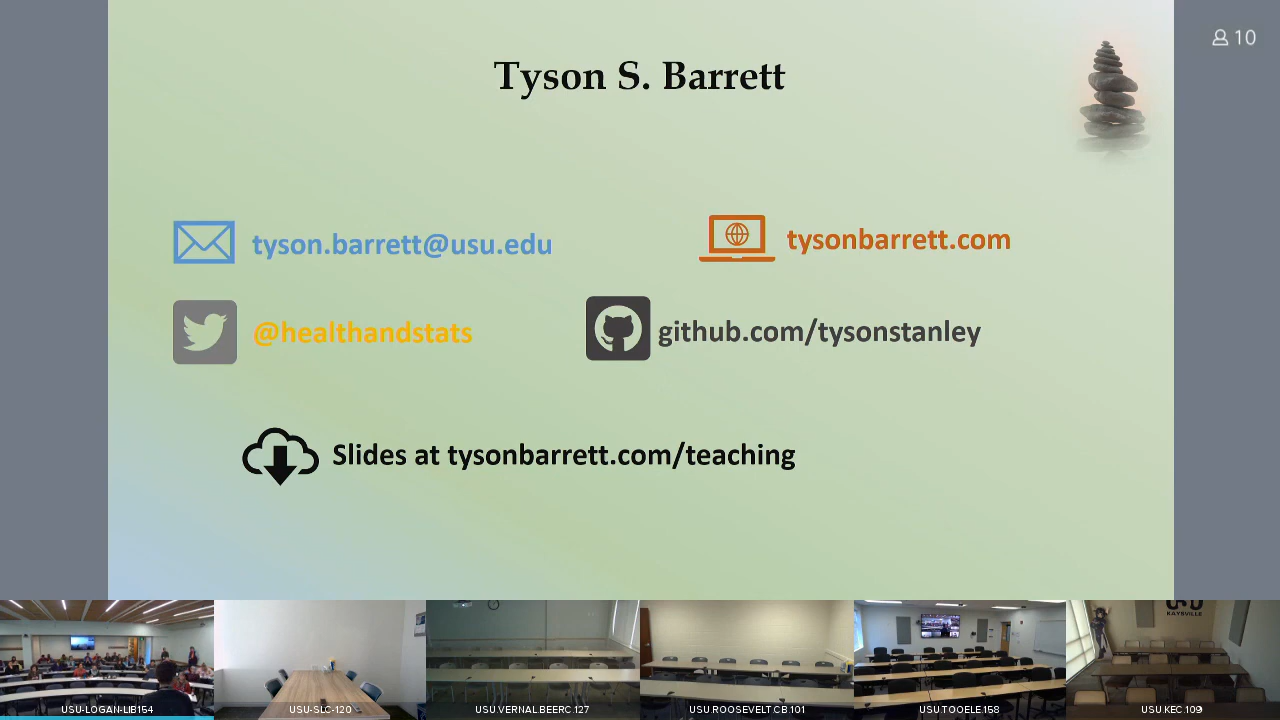 Tyson S. Barrett
10
tyson.barrett@usu.edu
tysonbarrett.com
@healthandstats
github.com/tysonstanley
Slides at tysonbarrett.com/teaching
USU-LOGAN-LIB154
USU-SLC-120
USU.VERNAL.BEERC.127
USU.ROOSEVELT.CB.101
USU.TOOELE.158
KAYSVILLE
USU.KEC.109